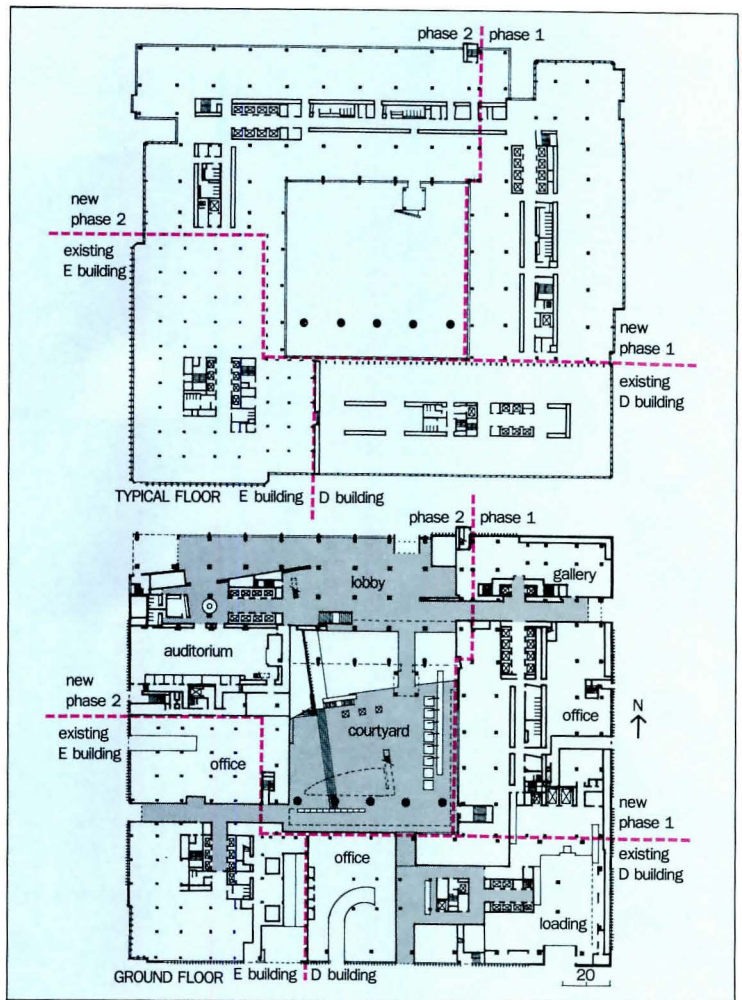 phase 2 phase 1
new
phase 2
existing
E building
new
phase 1
existing
D building
TYPICAL FLOOR E building D building
phase 2 phase 1
lobby
gallery
auditorium
new
phase 2
existing
E building
courtyard
office
N
office
new
phase 1
existing
D building
office
loading
GROUND FLOOR E building D building
20